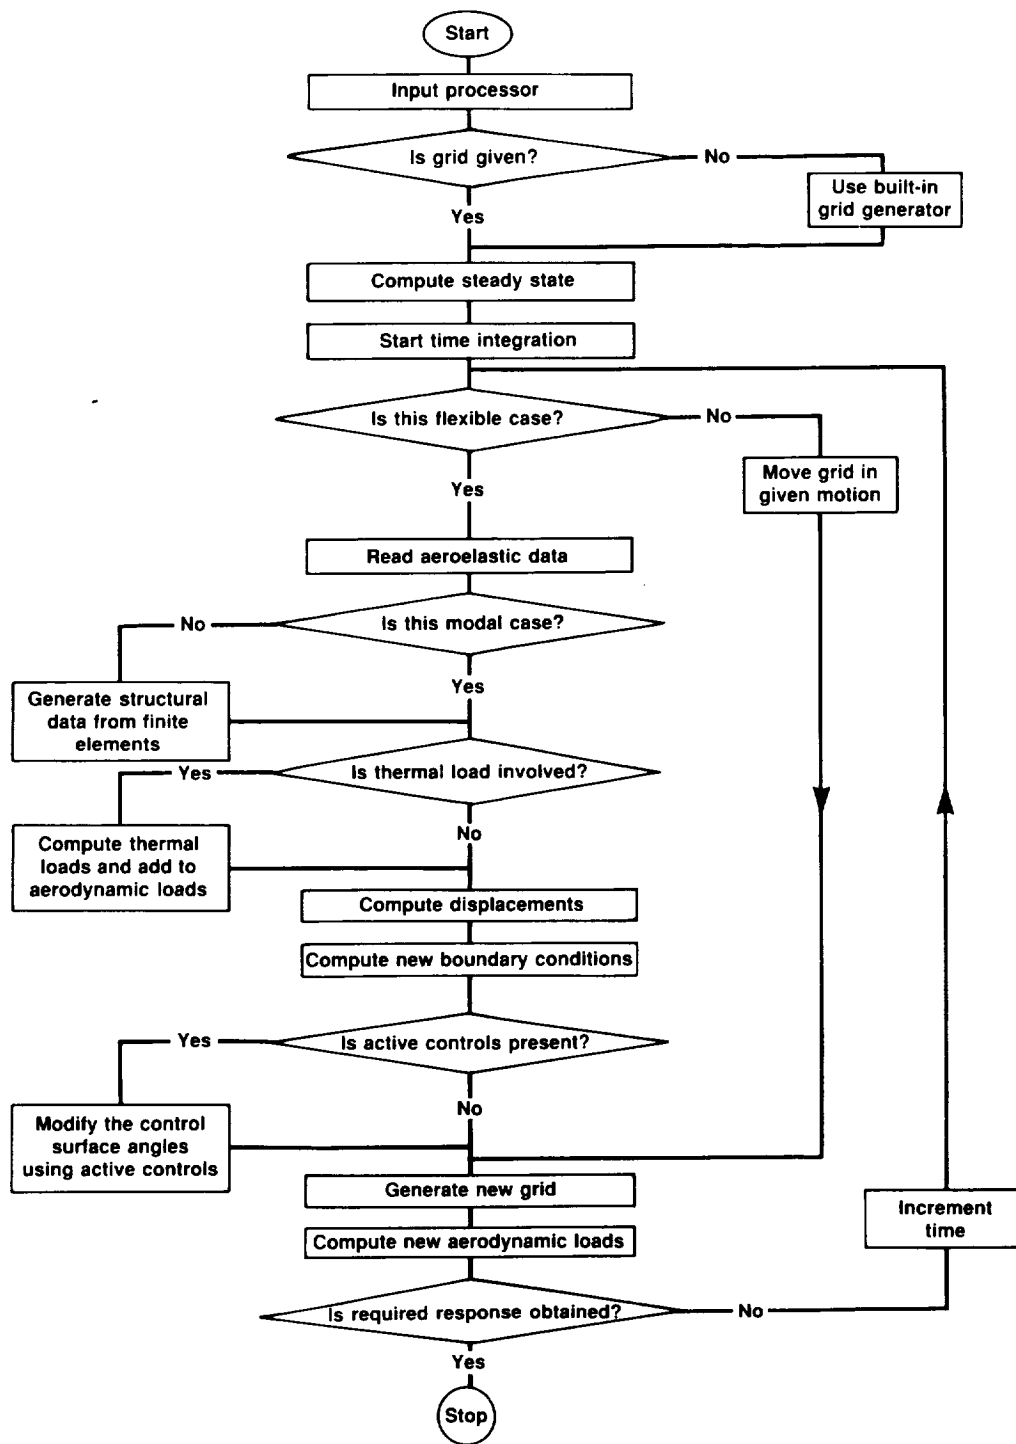 Start
Input processor
Is grid given?
No
Use built-in
grid generator
Yes
Compute steady state
Start time integration
Is this flexible case?
No
Move grid in
given motion
Yes
Read aeroelastic data
Is this modal case?
No
Generate structural
data from finite
elements
Yes
Is thermal load involved?
Yes
Compute thermal
loads and add to
aerodynamic loads
No
Compute displacements
Compute new boundary conditions
Is active controls present?
Yes
Modify the control
surface angles
using active controls
No
Generate new grid
Compute new aerodynamic loads
Increment
time
Is required response obtained?
No
Yes
Stop